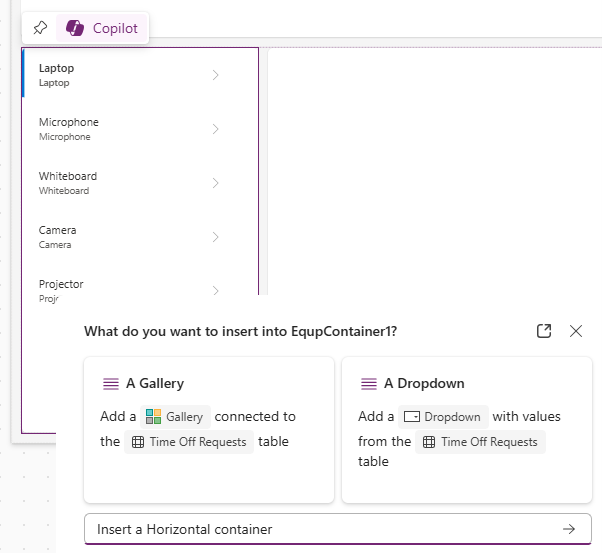 Copilot
Laptop
Laptop
Microphone
Microphone
Whiteboard
Whiteboard
Camera
Camera
Projector
What do you want to insert into EqupContainer1?
A Gallery
Add a Gallery connected to
the Time Off Requests table
A Dropdown
Add a Dropdown with values
from the Time Off Requests
table
Insert a Horizontal container